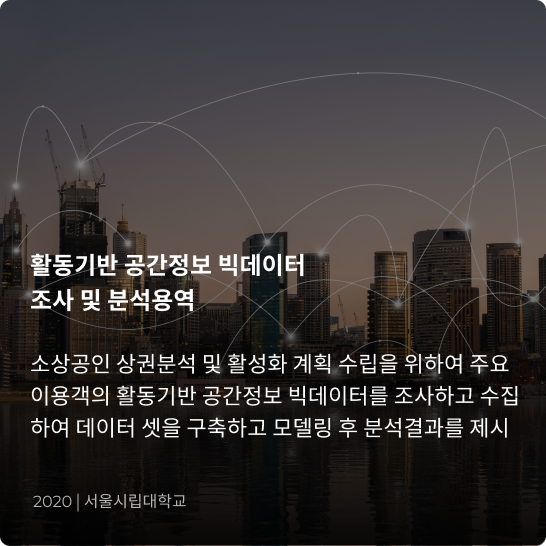 활동기반 공간정보 빅데이터
조사 및 분석용역
소상공인 상권분석 및 활성화 계획 수립을 위하여 주요
이용객의 활동기반 공간정보 빅데이터를 조사하고 수집
하여 데이터 셋을 구축하고 모델링 후 분석결과를 제시
2020 | 서울시립대학교